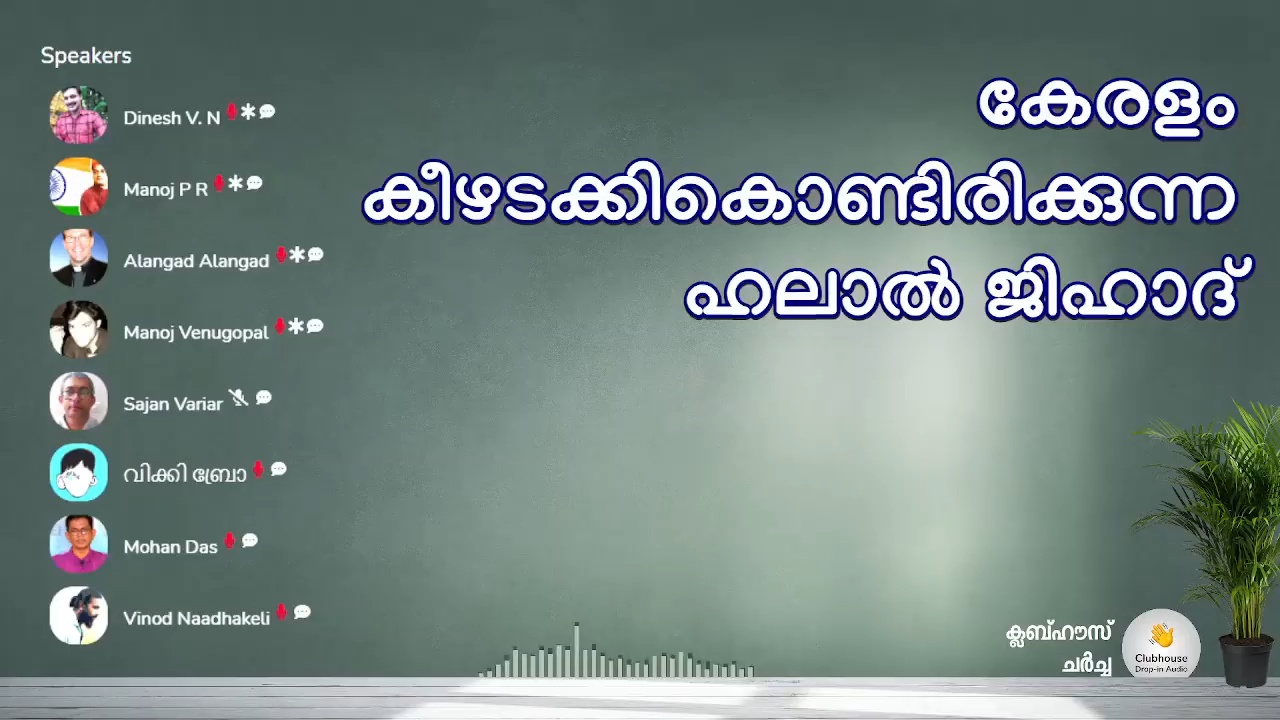 Speakers
Dinesh V. N
Manoj P R
Alangad Alangad
Manoj Venugopal
Sajan Variar
വിക്കി ബ്രോ
Mohan Das
Vinod Naadhakeli
കേരളം
കീഴടക്കികൊണ്ടിരിക്കുന്ന
ഹലാൽ ജിഹാദ്
ക്ലബ്ഹൗസ്
ചർച്ച
Clubhouse
Drop-in Audio